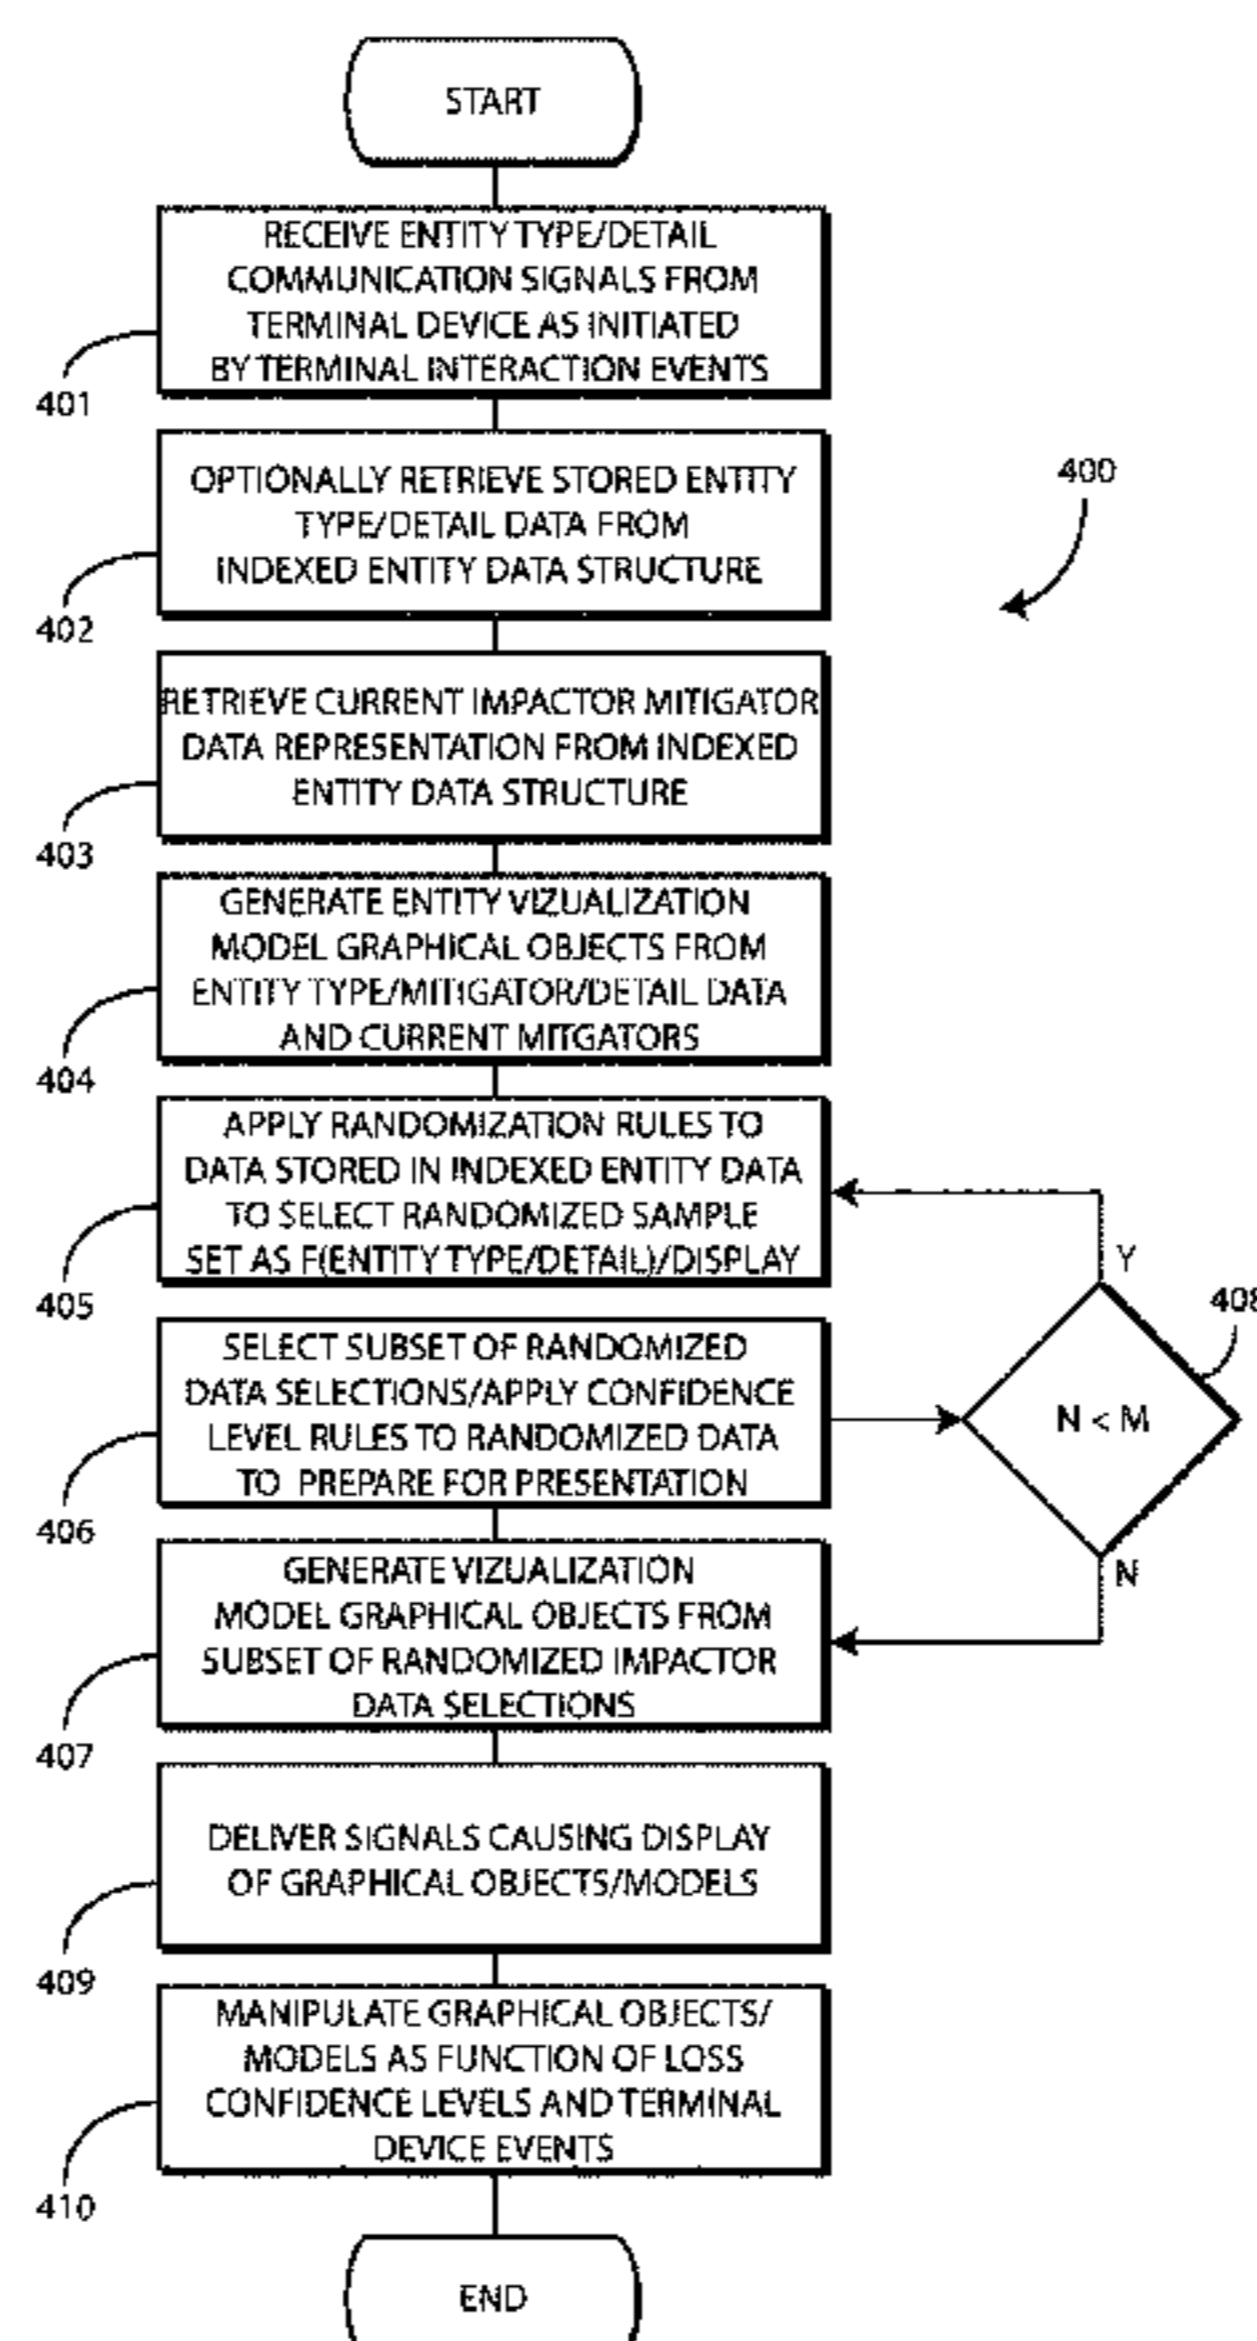 START
RECEIVE ENTITY TYPE/DETAIL
COMMUNICATION SIGNALS FROM
TERMINAL DEVICE AS INITIATED
BY TERMINAL INTERACTION EVENTS
401
OPTIONALLY RETRIEVE STORED ENTITY
TYPE/DETAIL DATA FROM
INDEXED ENTITY DATA STRUCTURE
400
402
RETRIEVE CURRENT IMPACTOR MITIGATOR
DATA REPRESENTATION FROM INDEXED
ENTITY DATA STRUCTURE
403
GENERATE ENTITY VIZUALIZATION
MODEL GRAPHICAL OBJECTS FROM
ENTITY TYPE/MITIGATOR/DETAIL DATA
AND CURRENT MITGATORS
404
APPLY RANDOMIZATION RULES TO
DATA STORED IN INDEXED ENTITY DATA
TO SELECT RANDOMIZED SAMPLE
SET AS F(ENTITY TYPE/DETAIL)/DISPLAY
405
Y
408
SELECT SUBSET OF RANDOMIZED
DATA SELECTIONS/APPLY CONFIDENCE
LEVEL RULES TO RANDOMIZED DATA
TO PREPARE FOR PRESENTATION
N < M
406
N
GENERATE VIZUALIZATION
MODEL GRAPHICAL OBJECTS FROM
SUBSET OF RANDOMIZED IMPACTOR
DATA SELECTIONS
407
DELIVER SIGNALS CAUSING DISPLAY
OF GRAPHICAL OBJECTS/MODELS
409
MANIPULATE GRAPHICAL OBJECTS/
MODELS AS FUNCTION OF LOSS
CONFIDENCE LEVELS AND TERMINAL
DEVICE EVENTS
410
END